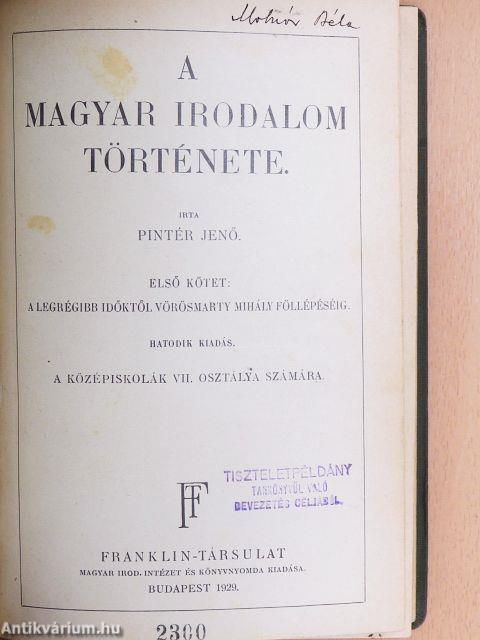 Béla
A
MAGYAR IRODALOM
TÖRTÉNETE.
IRTA
PINTÉR JENŐ.
ELSŐ KÖTET:
A LEGRÉGIBB IDŐKTŐL VÖRÖSMARTY MIHÁLY FÖLLÉPÉSÉIG.
HATODIK KIADÁS.
A KÖZÉPISKOLÁK VII. OSZTÁLYA SZÁMÁRA.
TISZTELETPÉLDÁNY
TANKÖNYVÜL VALÓ
BEVEZETÉS CÉLJÁBÓL.
FT
FRANKLIN-TÁRSULAT
MAGYAR IROD. INTÉZET ÉS KÖNYVNYOMDA KIADÁSA.
BUDAPEST 1929.
2300
Antikvárium.hu